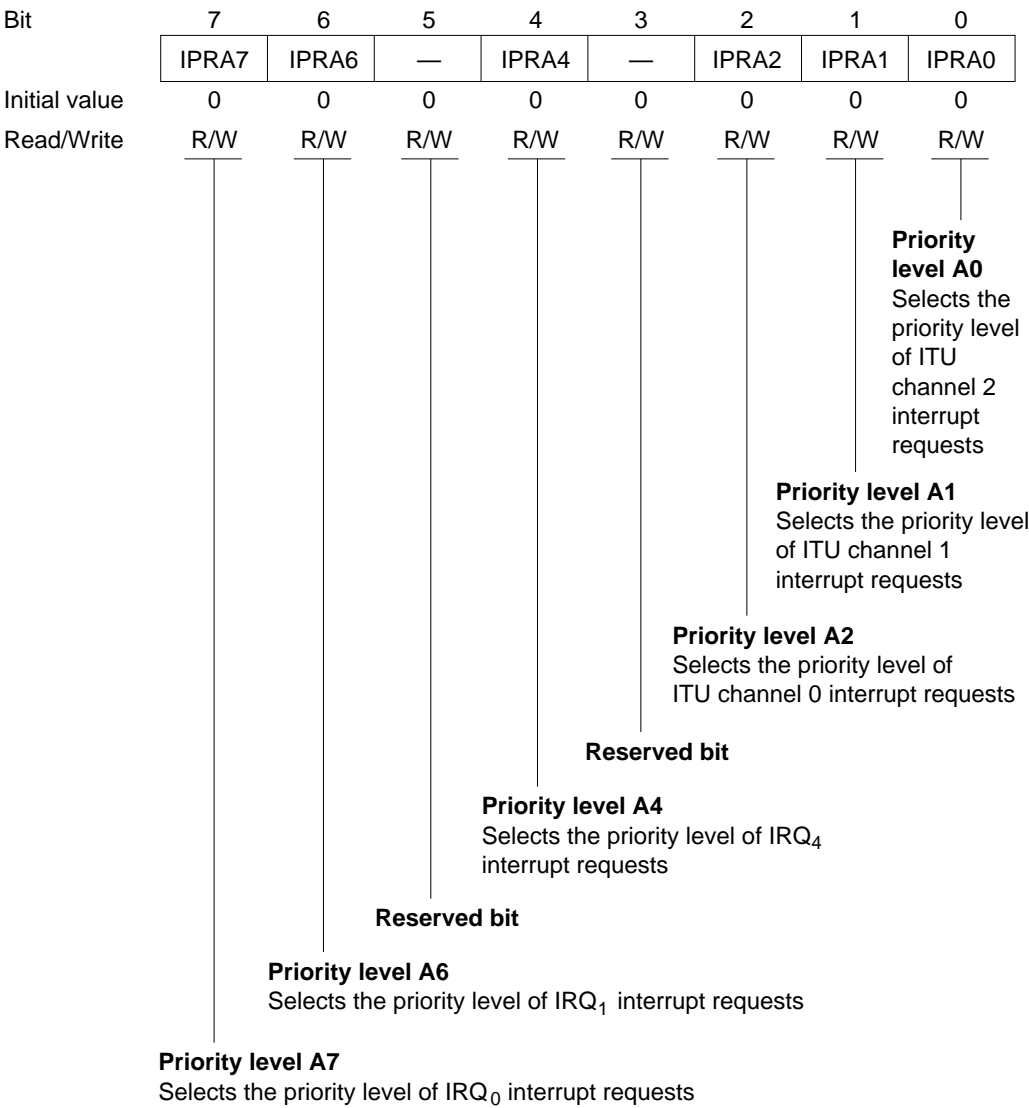 Bit 7 6 5 4 3 2 1 0
IPRA7 IPRA6 — IPRA4 — IPRA2 IPRA1 IPRA0
Initial value 0 0 0 0 0 0 0 0
Read/Write R/W R/W R/W R/W R/W R/W R/W R/W
Priority
level A0
Selects the
priority level
of ITU
channel 2
interrupt
requests
Priority level A1
Selects the priority level
of ITU channel 1
interrupt requests
Priority level A2
Selects the priority level of
ITU channel 0 interrupt requests
Reserved bit
Priority level A4
Selects the priority level of IRQ₄
interrupt requests
Reserved bit
Priority level A6
Selects the priority level of IRQ₁ interrupt requests
Priority level A7
Selects the priority level of IRQ₀ interrupt requests